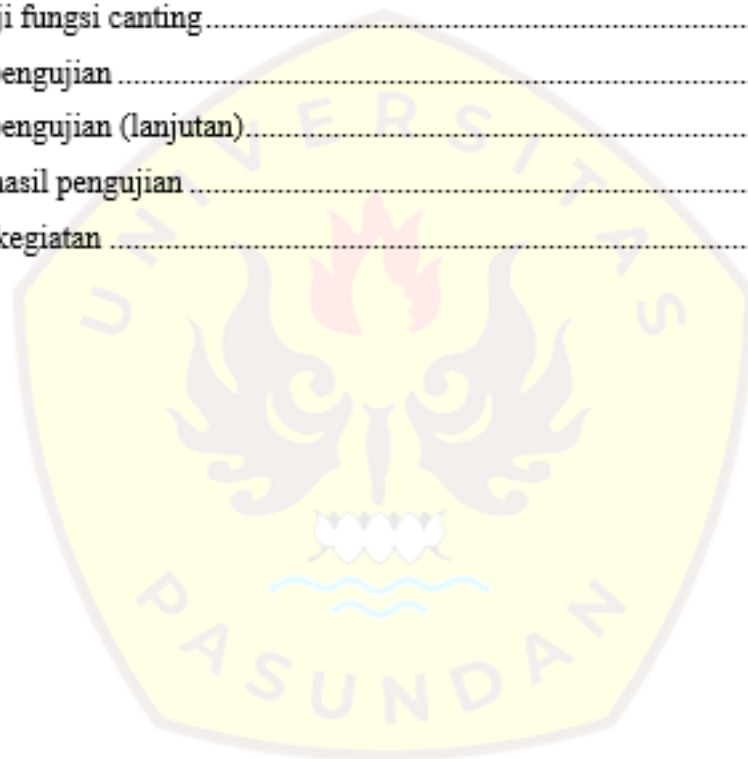 ji fungsi canting........................................................................
pengujian........................................................................
pengujian (lanjutan)........................................................................
hasil pengujian........................................................................
kegiatan........................................................................
UNIVERSITAS
PASUNDAN